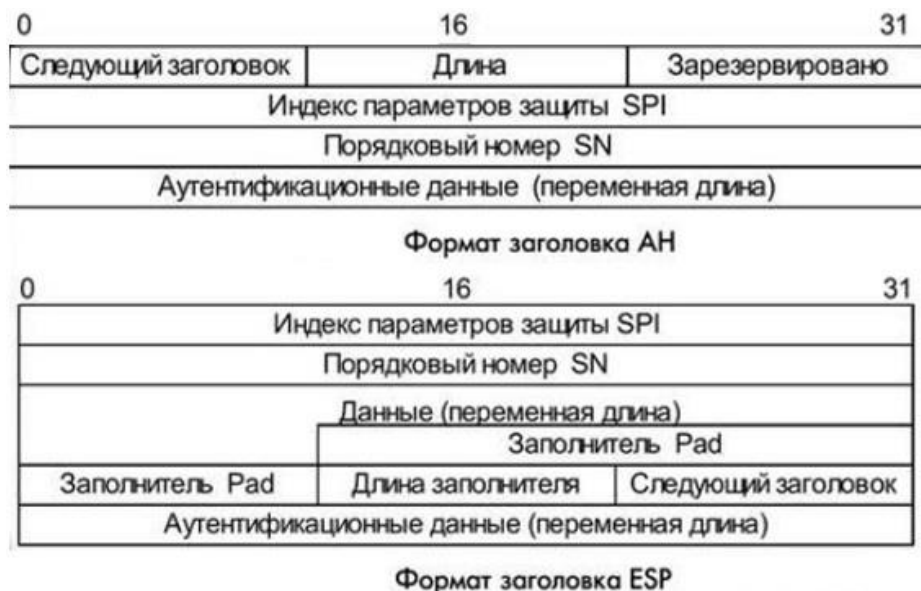 0 16 31
Следующий заголовок Длина Зарезервировано
Индекс параметров защиты SPI
Порядковый номер SN
Аутентификационные данные (переменная длина)
Формат заголовка AH
0 16 31
Индекс параметров защиты SPI
Порядковый номер SN
Данные (переменная длина)
Заполнитель Pad
Заполнитель Pad Длина заполнителя Следующий заголовок
Аутентификационные данные (переменная длина)
Формат заголовка ESP